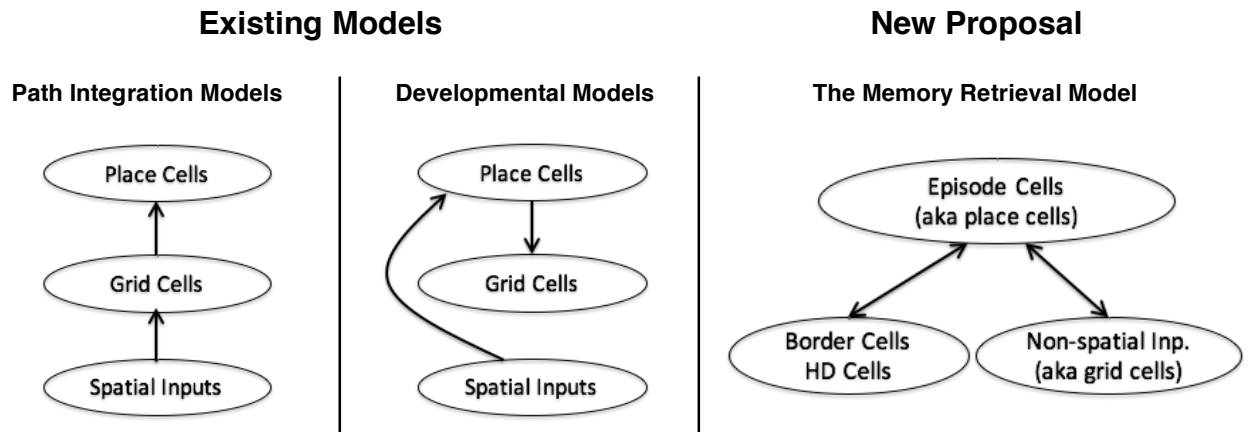 Existing Models
New Proposal
Path Integration Models
Developmental Models
The Memory Retrieval Model
Place Cells
Grid Cells
Spatial Inputs
Place Cells
Grid Cells
Spatial Inputs
Episode Cells
(aka place cells)
Border Cells
HD Cells
Non-spatial Inp.
(aka grid cells)